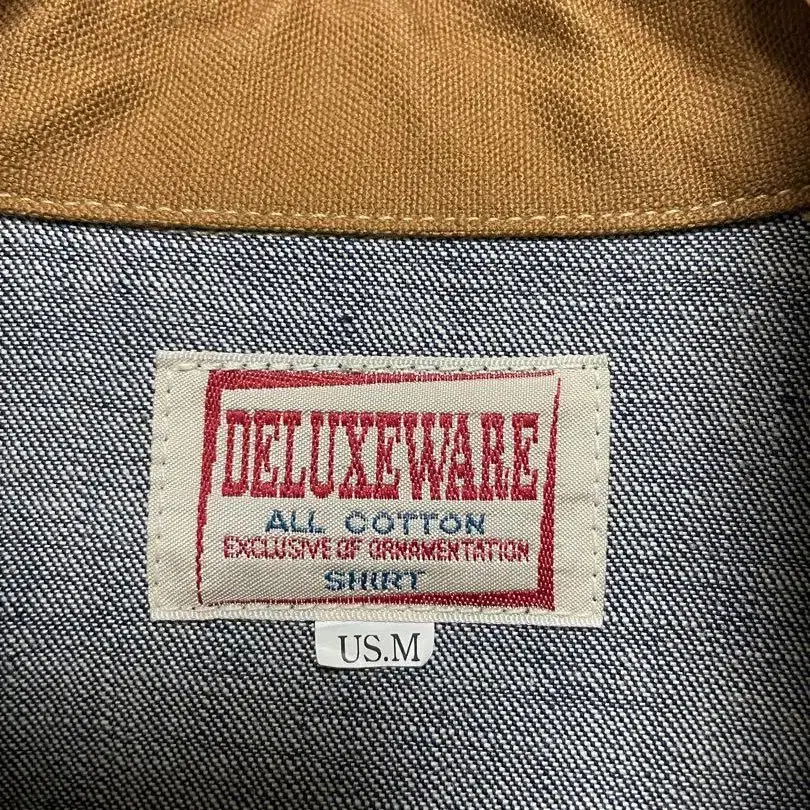 DELUXEWARE
ALL COTTON
EXCLUSIVE OF ORNAMENTATION
SHIRT
US.M